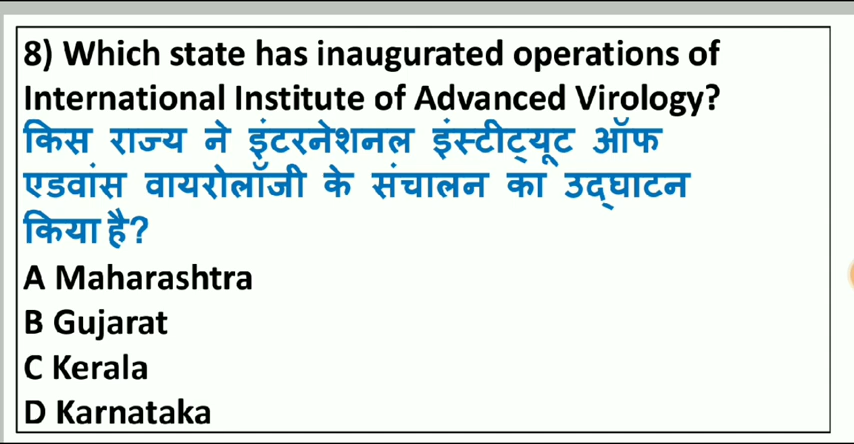 8) Which state has inaugurated operations of
International Institute of Advanced Virology?
किस राज्य ने इंटरनेशनल इंस्टीट्यूट ऑफ
एडवांस वायरोलॉजी के संचालन का उद्घाटन
किया है?
A Maharashtra
B Gujarat
C Kerala
D Karnataka